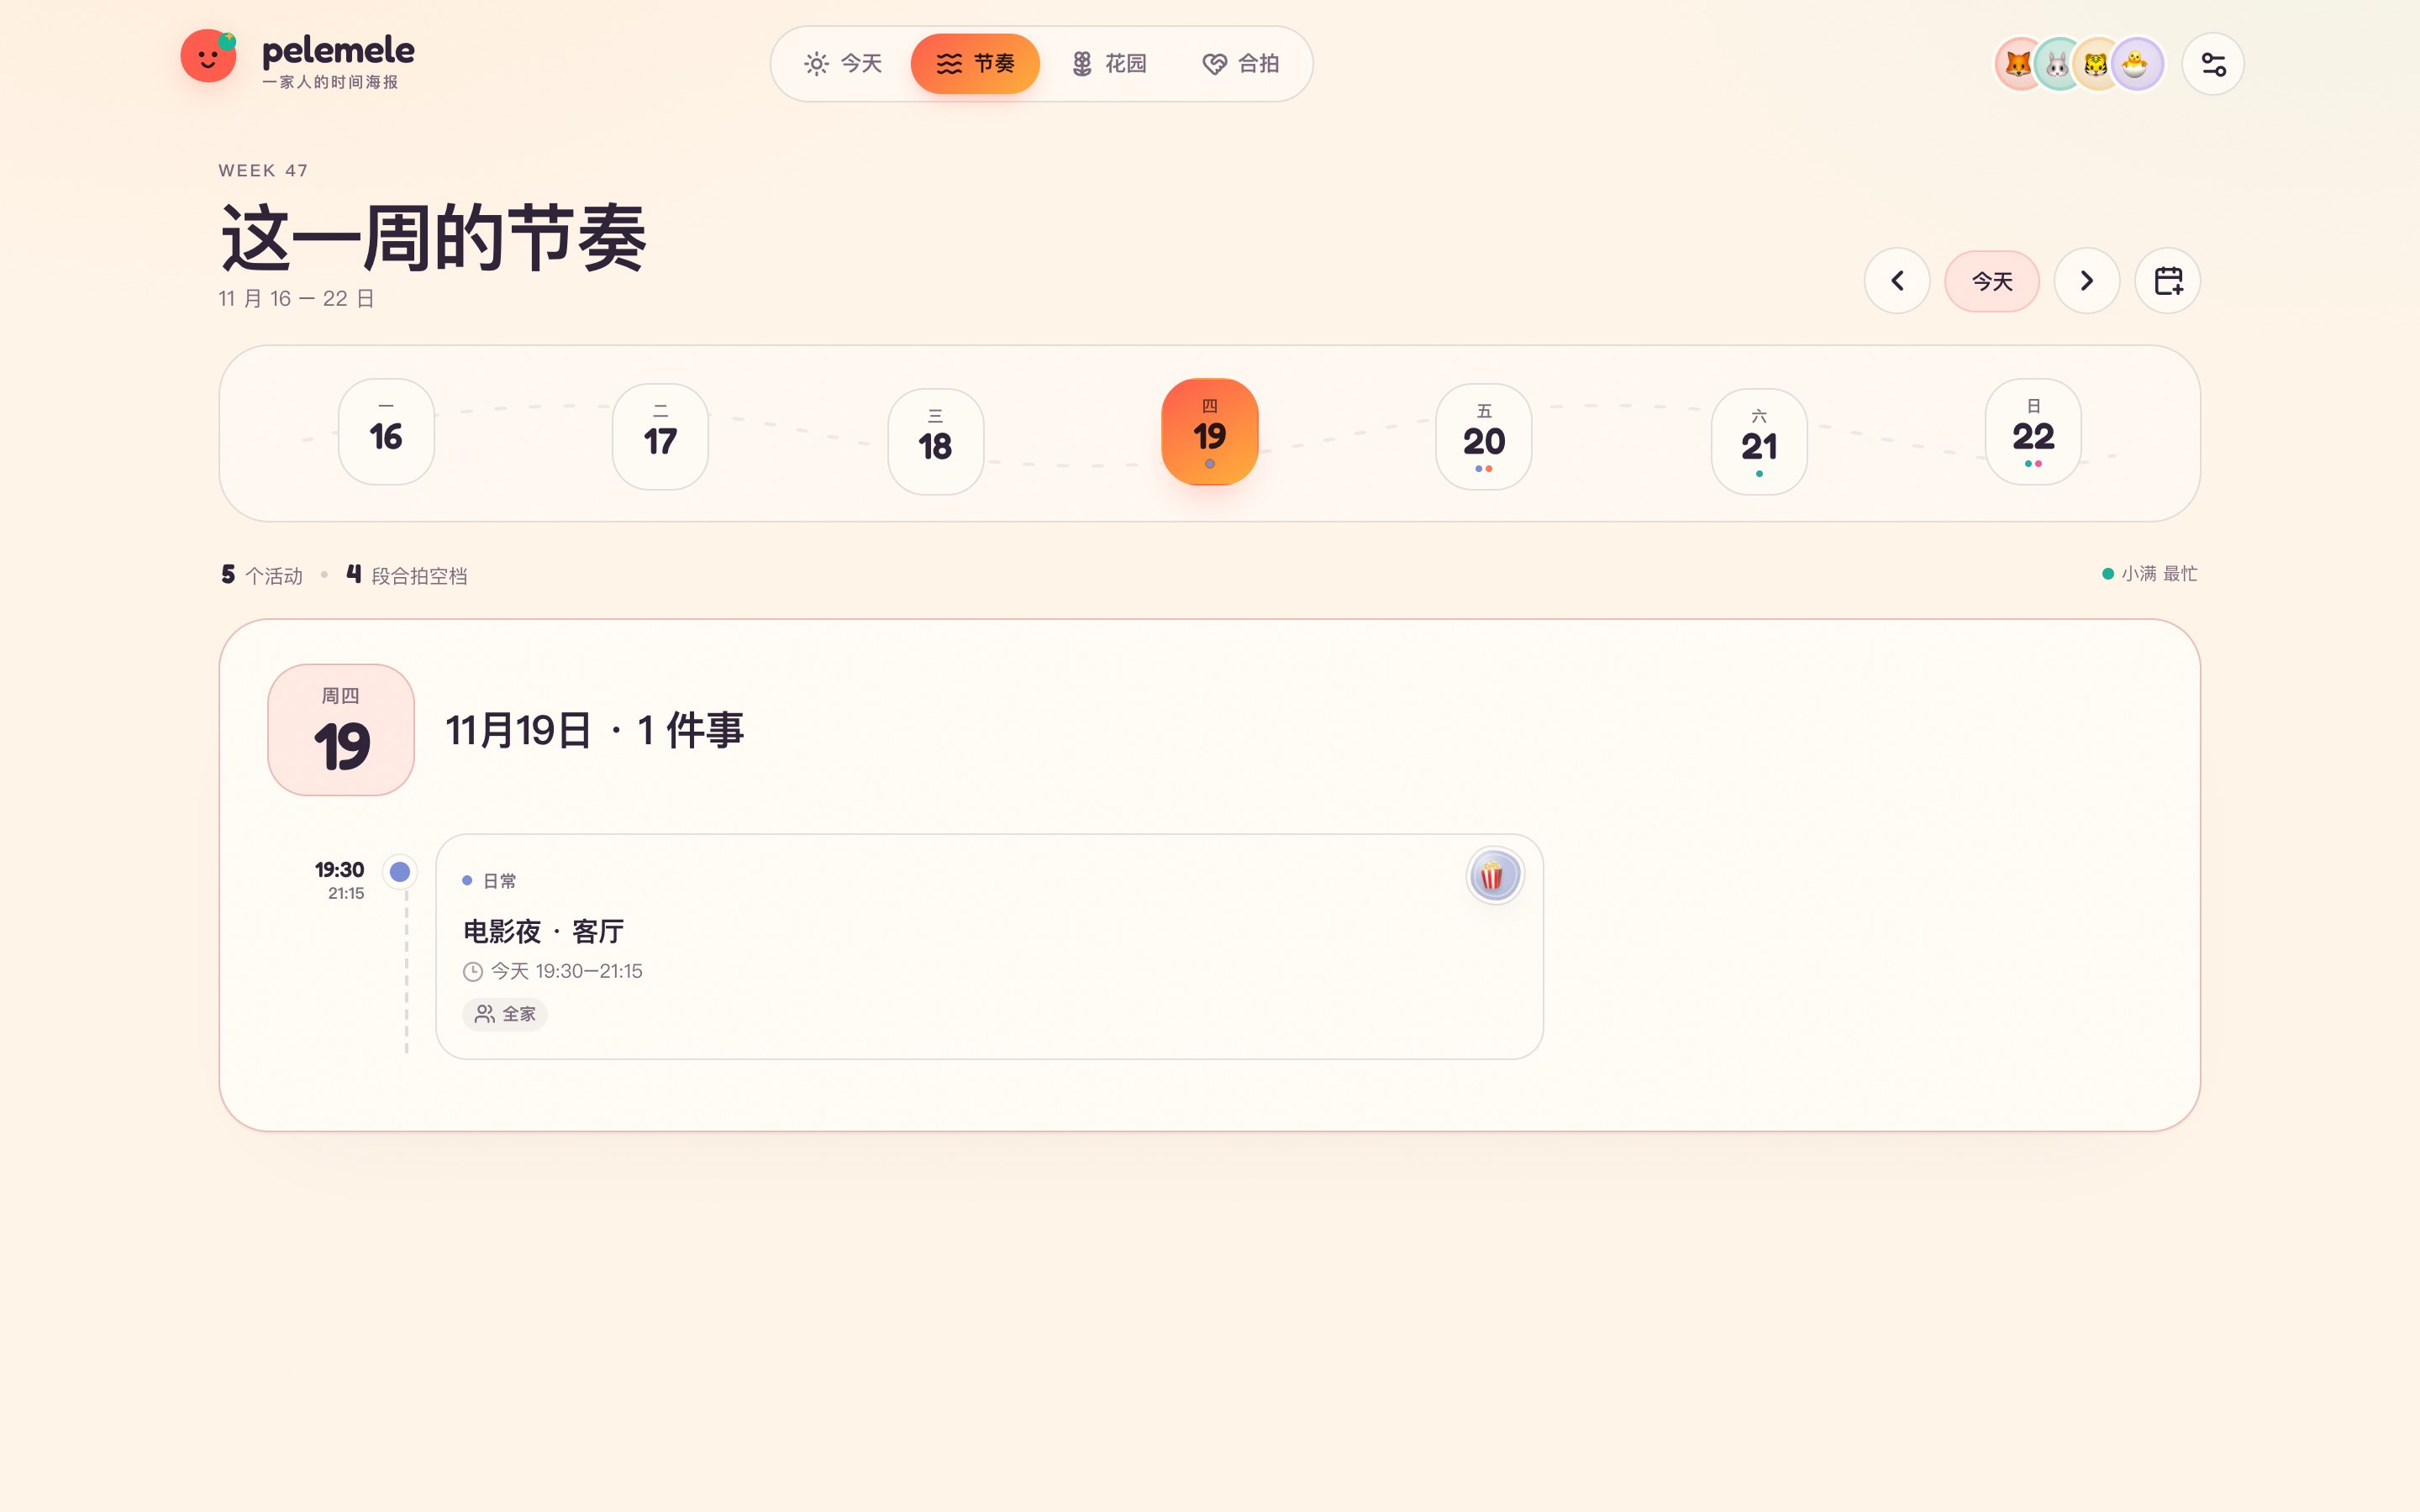 pelemele
一家人的时间海报
今天
节奏
花园
合拍
WEEK 47
这一周的节奏
11 月 16 — 22 日
今天
一
16
二
17
三
18
四
19
五
20
六
21
日
22
5 个活动 • 4 段合拍空档
小满 最忙
周四
19
11月19日 · 1 件事
19:30
21:15
日常
电影夜 · 客厅
今天 19:30—21:15
全家